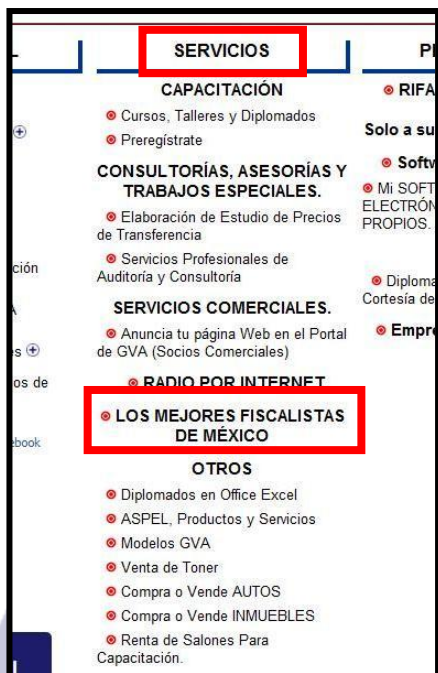 SERVICIOS
CAPACITACIÓN
Cursos, Talleres y Diplomados
Preregístrate
CONSULTORÍAS, ASESORÍAS Y
TRABAJOS ESPECIALES.
Elaboración de Estudio de Precios
de Transferencia
Servicios Profesionales de
Auditoría y Consultoría
SERVICIOS COMERCIALES.
Anuncia tu página Web en el Portal
de GVA (Socios Comerciales)
RADIO POR INTERNET
LOS MEJORES FISCALISTAS
DE MÉXICO
OTROS
Diplomados en Office Excel
ASPEL, Productos y Servicios
Modelos GVA
Venta de Toner
Compra o Vende AUTOS
Compra o Vende INMUEBLES
Renta de Salones Para
Capacitación.
RIFA
Solo a su
Softw
Mi SOFT
ELECTRÓN
PROPIOS.
Diploma
Cortesía de
Empre
ción
os de
ebook